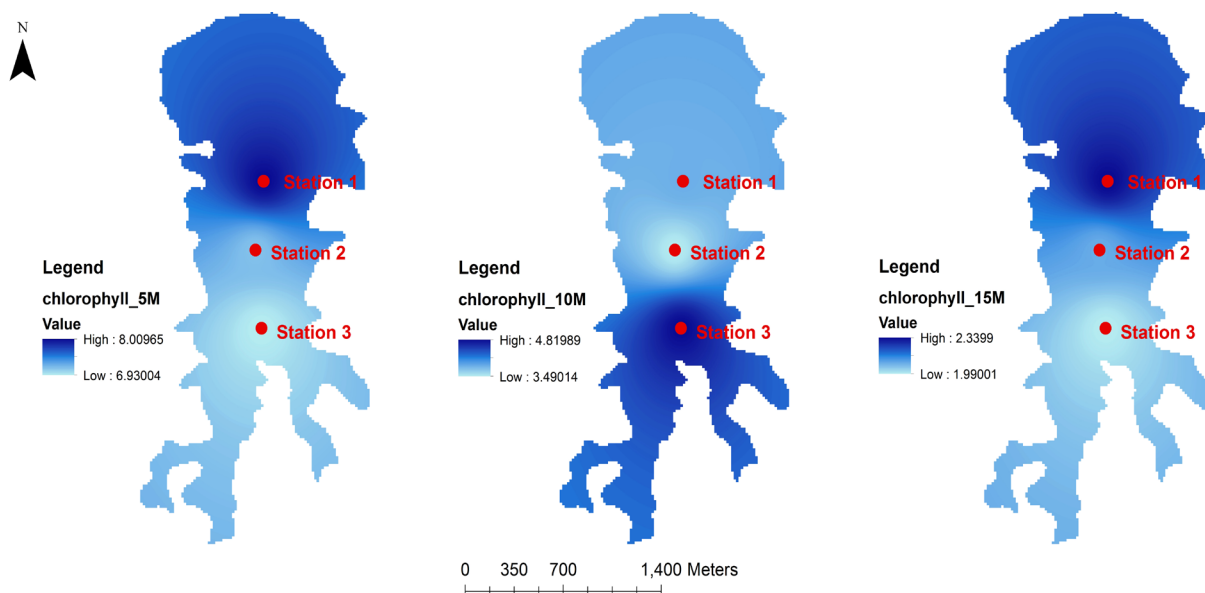 N
Station 1
Station 2
Station 3
Legend
chlorophyll_5M
Value
High : 8.00965
Low : 6.93004
Station 1
Station 2
Station 3
Legend
chlorophyll_10M
Value
High : 4.81989
Low : 3.49014
Station 1
Station 2
Station 3
Legend
chlorophyll_15M
Value
High : 2.3399
Low : 1.99001
0 350 700 1,400 Meters